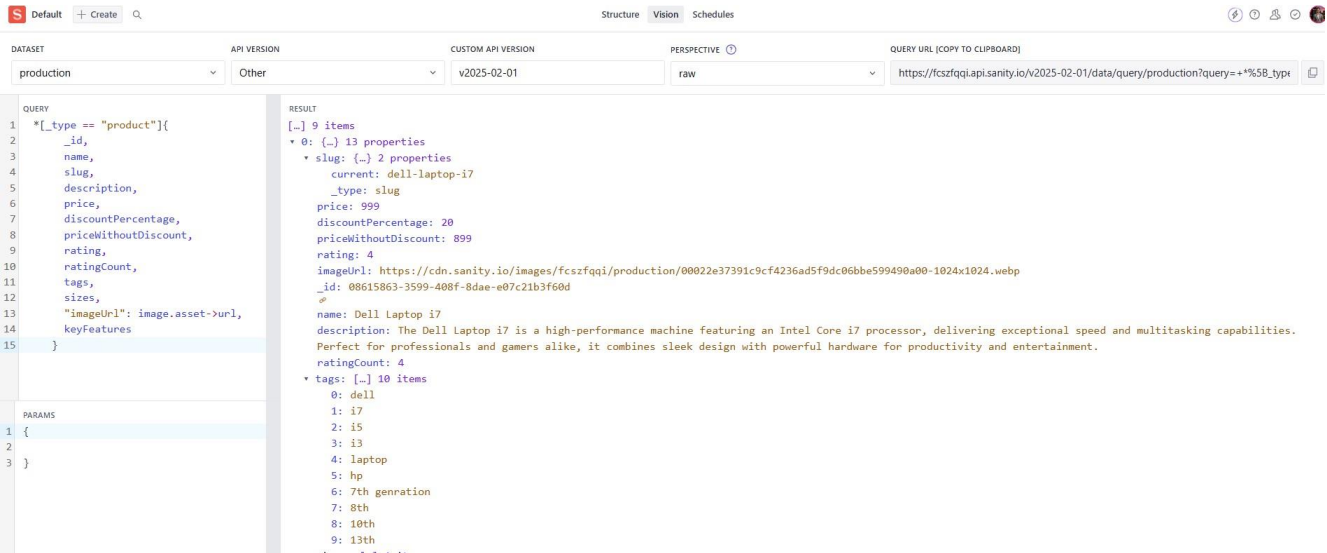 S Default + Create Structure Vision Schedules
DATASET API VERSION CUSTOM API VERSION PERSPECTIVE QUERY URL [COPY TO CLIPBOARD]
production Other v2025-02-01 raw https://fcszfqqi.api.sanity.io/v2025-02-01/data/query/production?query=+*%5B_type
QUERY
1 *[_type == "product"]{
2 _id,
3 name,
4 slug,
5 description,
6 price,
7 discountPercentage,
8 priceWithoutDiscount,
9 rating,
10 ratingCount,
11 tags,
12 sizes,
13 "imageUrl": image.asset->url,
14 keyFeatures
15 }
PARAMS
1 {
2
3 }
RESULT
[…] 9 items
0: {…} 13 properties
slug: {…} 2 properties
current: dell-laptop-i7
_type: slug
price: 999
discountPercentage: 20
priceWithoutDiscount: 899
rating: 4
imageUrl: https://cdn.sanity.io/images/fcszfqqi/production/00022e37391c9cf4236ad5f9dc06bbe599490a00-1024x1024.webp
_id: 08615863-3599-408f-8dae-e07c21b3f60d
name: Dell Laptop i7
description: The Dell Laptop i7 is a high-performance machine featuring an Intel Core i7 processor, delivering exceptional speed and multitasking capabilities.
Perfect for professionals and gamers alike, it combines sleek design with powerful hardware for productivity and entertainment.
ratingCount: 4
tags: […] 10 items
0: dell
1: i7
2: i5
3: i3
4: laptop
5: hp
6: 7th genration
7: 8th
8: 10th
9: 13th